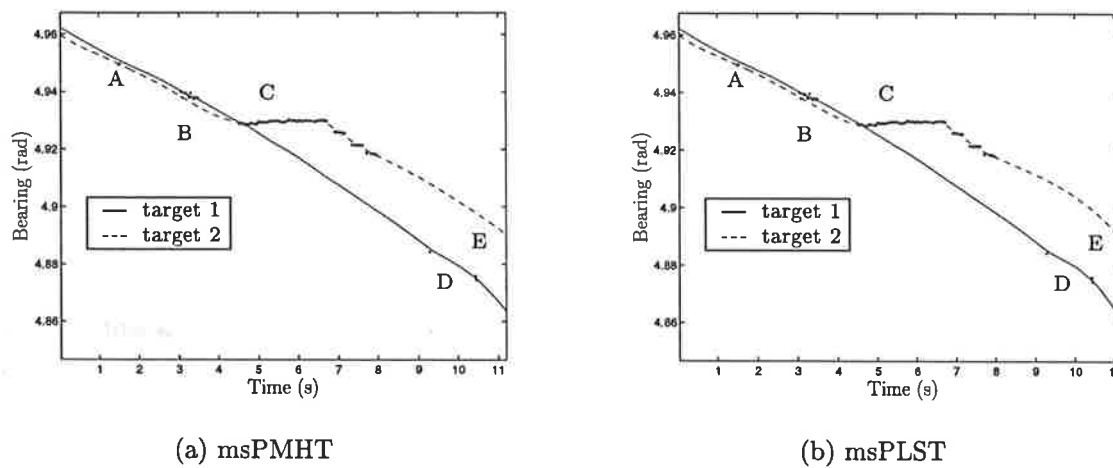 4.96
4.94
4.92
4.9
4.88
4.86
Bearing (rad)
A
B
C
D
E
target 1
target 2
1 2 3 4 5 6 7 8 9 10 11
Time (s)
(a) msPMHT
4.96
4.94
4.92
4.9
4.88
4.86
Bearing (rad)
A
B
C
D
E
target 1
target 2
1 2 3 4 5 6 7 8 9 10
Time (s)
(b) msPLST